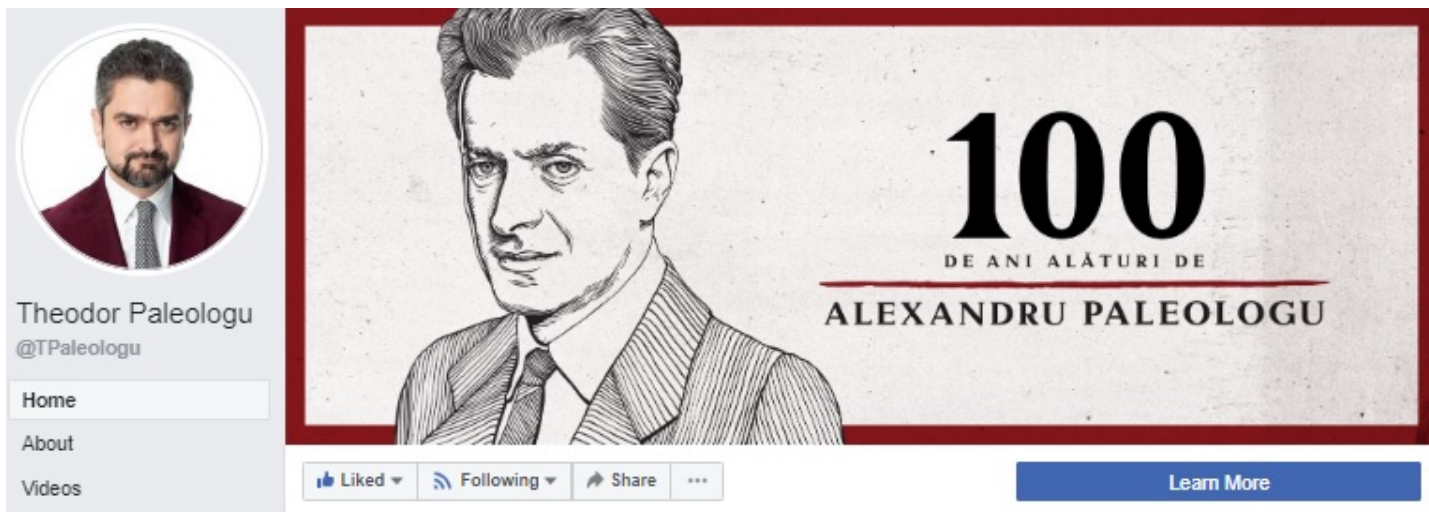 Theodor Paleologu
@TPaleologu
Home
About
Videos
100
DE ANI ALĂTURI DE
ALEXANDRU PALEOLOGU
Liked
Following
Share
Learn More